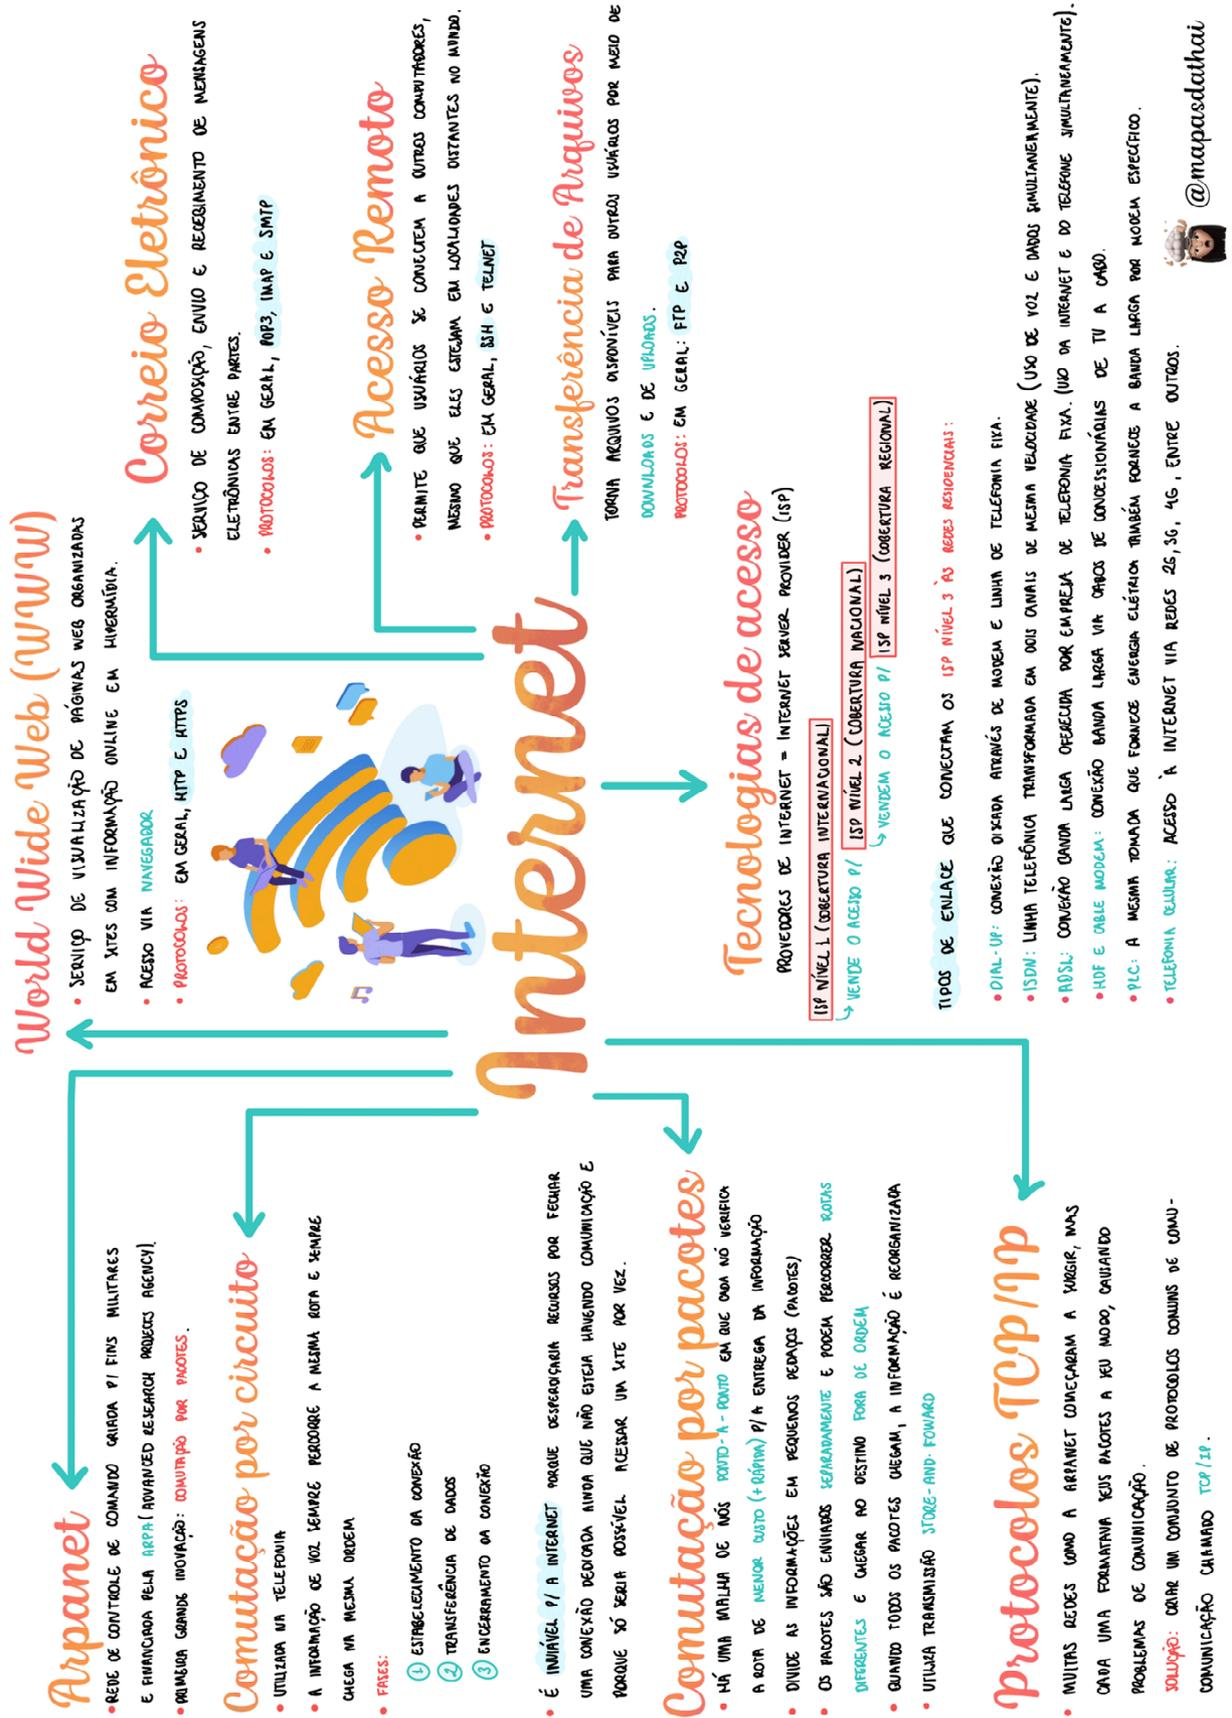 Internet
Arpanet
• REDE DE CONTROLE DE COMANDO CRIADA P/ FINS MILITARES
E FINANCIADA PELA ARPA (ADVANCED RESEARCH PROJECTS AGENCY).
• PRIMEIRA GRANDE INOVAÇÃO: COMUTAÇÃO POR PACOTES.
Comutação por circuito
• UTILIZADA NA TELEFONIA
• A INFORMAÇÃO DE VOZ SEMPRE PERCORRE A MESMA ROTA E SEMPRE
CHEGA NA MESMA ORDEM
• FASES:
1 ESTABELECIMENTO DA CONEXÃO
2 TRANSFERÊNCIA DE DADOS
3 ENCERRAMENTO DA CONEXÃO
• É INVIÁVEL P/ A INTERNET PORQUE DESPERDIÇARIA RECURSOS POR FECHAR
UMA CONEXÃO DEDICADA AINDA QUE NÃO ESTEJA HAVENDO COMUNICAÇÃO E
PORQUE SÓ SERIA POSSÍVEL ACESSAR UM SITE POR VEZ.
Comutação por pacotes
• HÁ UMA MALHA DE NÓS PONTO-A-PONTO EM QUE CADA NÓ VERIFICA
A ROTA DE MENOR CUSTO (+RÁPIDA) P/ A ENTREGA DA INFORMAÇÃO
• DIVIDE AS INFORMAÇÕES EM PEQUENOS PEDAÇOS (PACOTES)
• OS PACOTES SÃO ENVIADOS SEPARADAMENTE E PODEM PERCORRER ROTAS
DIFERENTES E CHEGAR AO DESTINO FORA DE ORDEM
• QUANDO TODOS OS PACOTES CHEGAM, A INFORMAÇÃO É REORGANIZADA
• UTILIZA TRANSMISSÃO STORE-AND-FOWARD
Protocolos TCP/IP
• MUITAS REDES COMO A ARPANET COMEÇARAM A SURGIR, MAS
CADA UMA FORMATAVA SEUS PACOTES A SEU MODO, CAUSANDO
PROBLEMAS DE COMUNICAÇÃO.
SOLUÇÃO: CRIAR UM CONJUNTO DE PROTOCOLOS COMUNS DE COMU-
COMUNICAÇÃO CHAMADO TCP/IP.
World Wide Web (WWW)
• SERVIÇO DE VISUALIZAÇÃO DE PÁGINAS WEB ORGANIZADAS
EM SITES COM INFORMAÇÃO ONLINE EM HIPERMÍDIA.
• ACESSO VIA NAVEGADOR
• PROTOCOLOS: EM GERAL, HTTP E HTTPS
Correio Eletrônico
• SERVIÇO DE COMPOSIÇÃO, ENVIO E RECEBIMENTO DE MENSAGENS
ELETRÔNICAS ENTRE PARTES.
• PROTOCOLOS: EM GERAL, POP3, IMAP E SMTP
Acesso Remoto
• PERMITE QUE USUÁRIOS SE CONECTEM A OUTROS COMPUTADORES,
MESMO QUE ELES ESTEJAM EM LOCALIDADES DISTANTES NO MUNDO.
• PROTOCOLOS: EM GERAL, SSH E TELNET
Transferência de Arquivos
TORNA ARQUIVOS DISPONÍVEIS PARA OUTROS USUÁRIOS POR MEIO DE
DOWNLOADS E DE UPLOADS.
PROTOCOLOS: EM GERAL: FTP E P2P
Tecnologias de acesso
PROVEDORES DE INTERNET = INTERNET SERVER PROVIDER (ISP)
ISP NÍVEL 1 (COBERTURA INTERNACIONAL)
↳ VENDE O ACESSO P/ ISP NÍVEL 2 (COBERTURA NACIONAL)
↳ VENDEM O ACESSO P/ ISP NÍVEL 3 (COBERTURA REGIONAL)
TIPOS DE ENLACE QUE CONECTAM OS ISP NÍVEL 3 ÀS REDES RESIDENCIAIS:
• DIAL-UP: CONEXÃO DISCADA ATRAVÉS DE MODEM E LINHA DE TELEFONIA FIXA.
• ISDN: LINHA TELEFÔNICA TRANSFORMADA EM DOIS CANAIS DE MESMA VELOCIDADE (USO DE VOZ E DADOS SIMULTANEAMENTE).
• ADSL: CONEXÃO BANDA LARGA OFERECIDA POR EMPRESA DE TELEFONIA FIXA. (USO DA INTERNET E DO TELEFONE SIMULTANEAMENTE).
• HDF E CABLE MODEM: CONEXÃO BANDA LARGA VIA CABOS DE CONCESSIONÁRIAS DE TV A CABO.
• PLC: A MESMA TOMADA QUE FORNECE ENERGIA ELÉTRICA TAMBÉM FORNECE A BANDA LARGA POR MODEM ESPECÍFICO.
• TELEFONIA CELULAR: ACESSO À INTERNET VIA REDES 2G, 3G, 4G, ENTRE OUTROS.
@mapasdathai